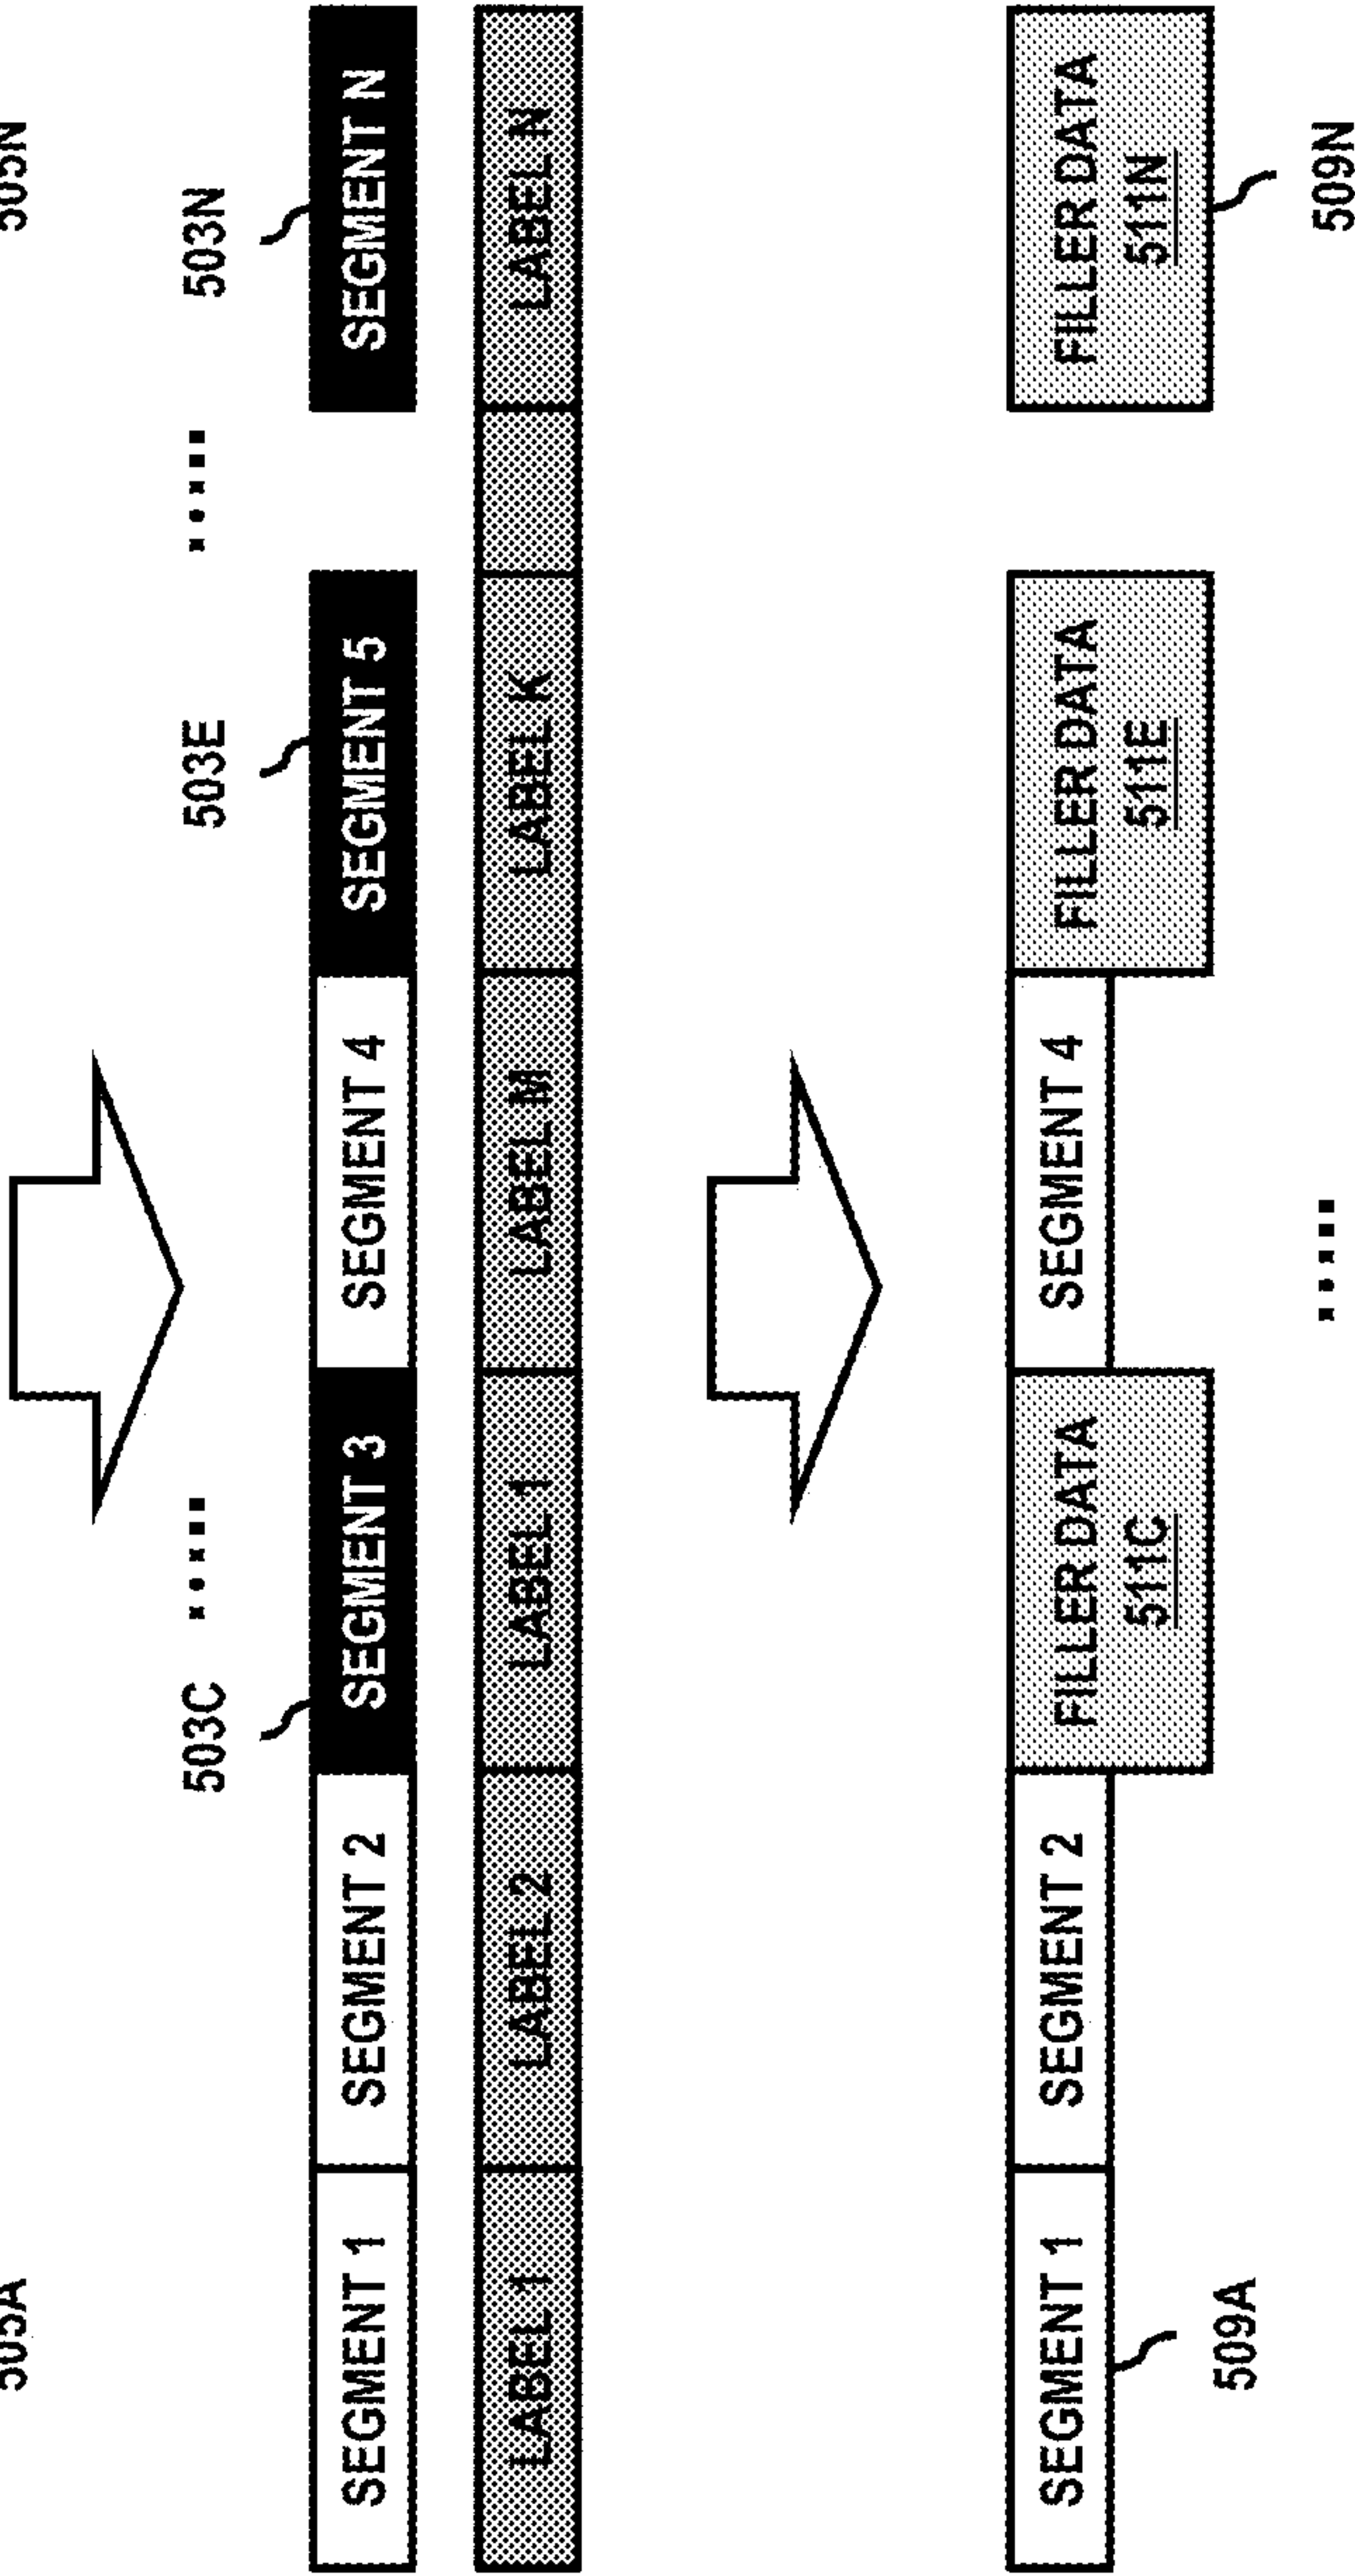 505A 505N
503C ..... 503E ..... 503N
SEGMENT 1 SEGMENT 2 SEGMENT 3 SEGMENT 4 SEGMENT 5 SEGMENT N
LABEL 1 LABEL 2 LABEL 1 LABEL M LABEL K LABEL N
SEGMENT 1 SEGMENT 2 FILLER DATA SEGMENT 4 FILLER DATA FILLER DATA
511C 511E 511N
509A ..... 509N